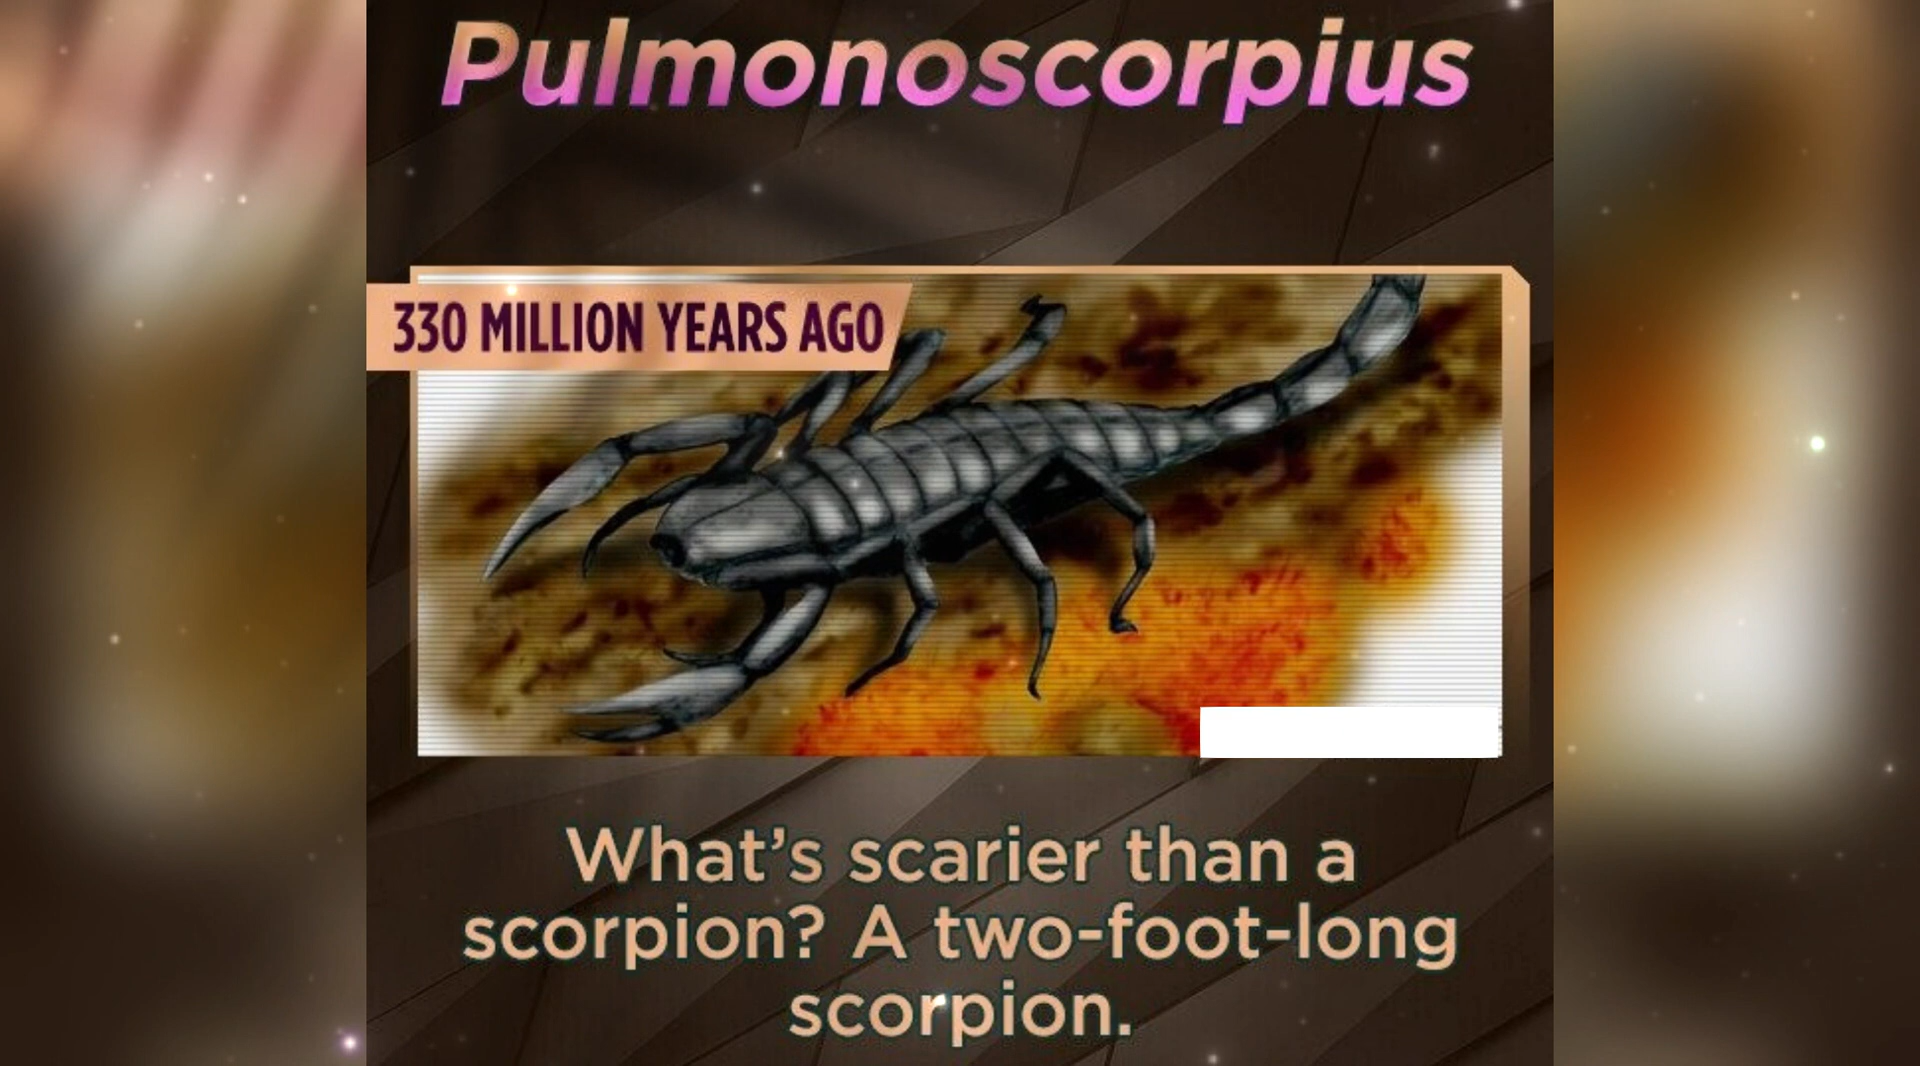 Pulmonoscorpius
330 MILLION YEARS AGO
What’s scarier than a
scorpion? A two-foot-long
scorpion.